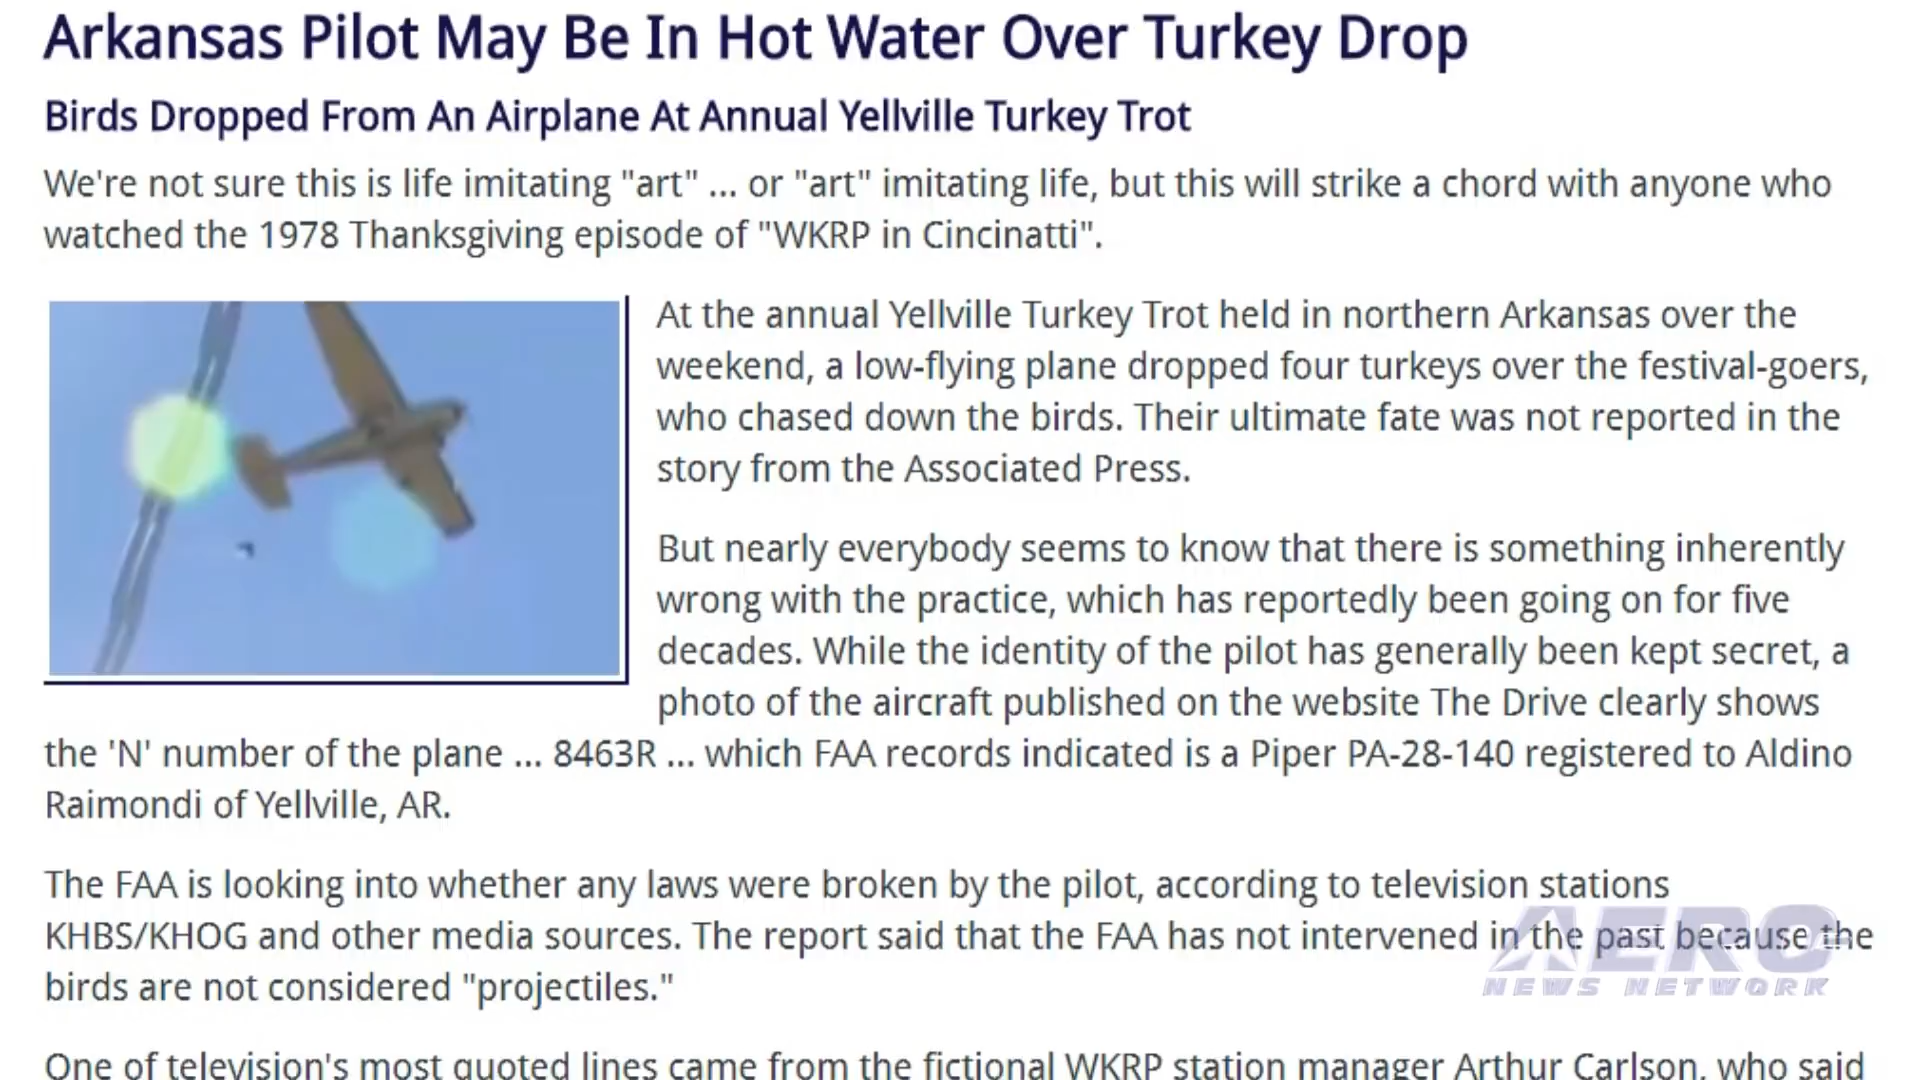 Arkansas Pilot May Be In Hot Water Over Turkey Drop
Birds Dropped From An Airplane At Annual Yellville Turkey Trot
We're not sure this is life imitating "art" ... or "art" imitating life, but this will strike a chord with anyone who
watched the 1978 Thanksgiving episode of "WKRP in Cincinatti".
At the annual Yellville Turkey Trot held in northern Arkansas over the
weekend, a low-flying plane dropped four turkeys over the festival-goers,
who chased down the birds. Their ultimate fate was not reported in the
story from the Associated Press.
But nearly everybody seems to know that there is something inherently
wrong with the practice, which has reportedly been going on for five
decades. While the identity of the pilot has generally been kept secret, a
photo of the aircraft published on the website The Drive clearly shows
the 'N' number of the plane ... 8463R ... which FAA records indicated is a Piper PA-28-140 registered to Aldino
Raimondi of Yellville, AR.
The FAA is looking into whether any laws were broken by the pilot, according to television stations
KHBS/KHOG and other media sources. The report said that the FAA has not intervened in the past because the
birds are not considered "projectiles."
One of television's most quoted lines came from the fictional WKRP station manager Arthur Carlson, who said
AERO
NEWS NETWORK